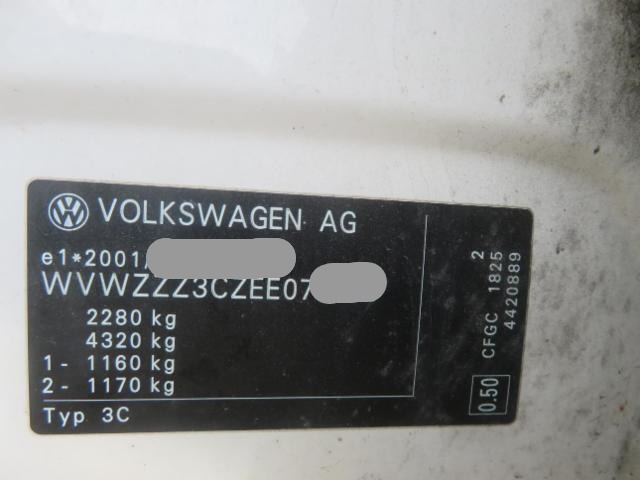 VOLKSWAGEN AG
e1*2001
WVWZZZ3CZEE07
2280 kg
4320 kg
1- 1160 kg
2- 1170 kg
Typ 3C
2
CFGC 1825
4420889
0.50